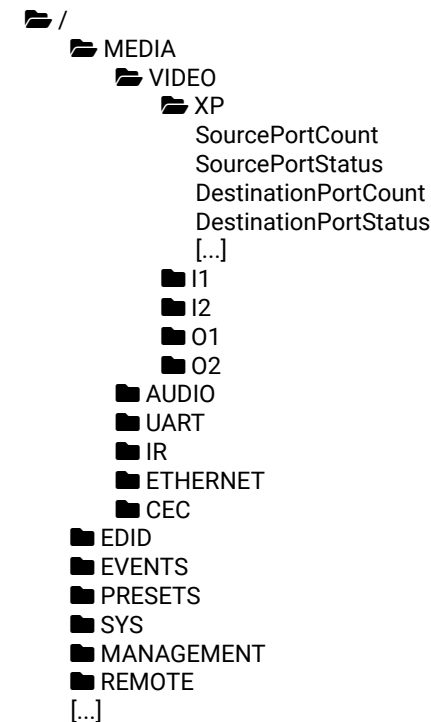 /
MEDIA
VIDEO
XP
SourcePortCount
SourcePortStatus
DestinationPortCount
DestinationPortStatus
[...]
I1
I2
O1
O2
AUDIO
UART
IR
ETHERNET
CEC
EDID
EVENTS
PRESETS
SYS
MANAGEMENT
REMOTE
[...]